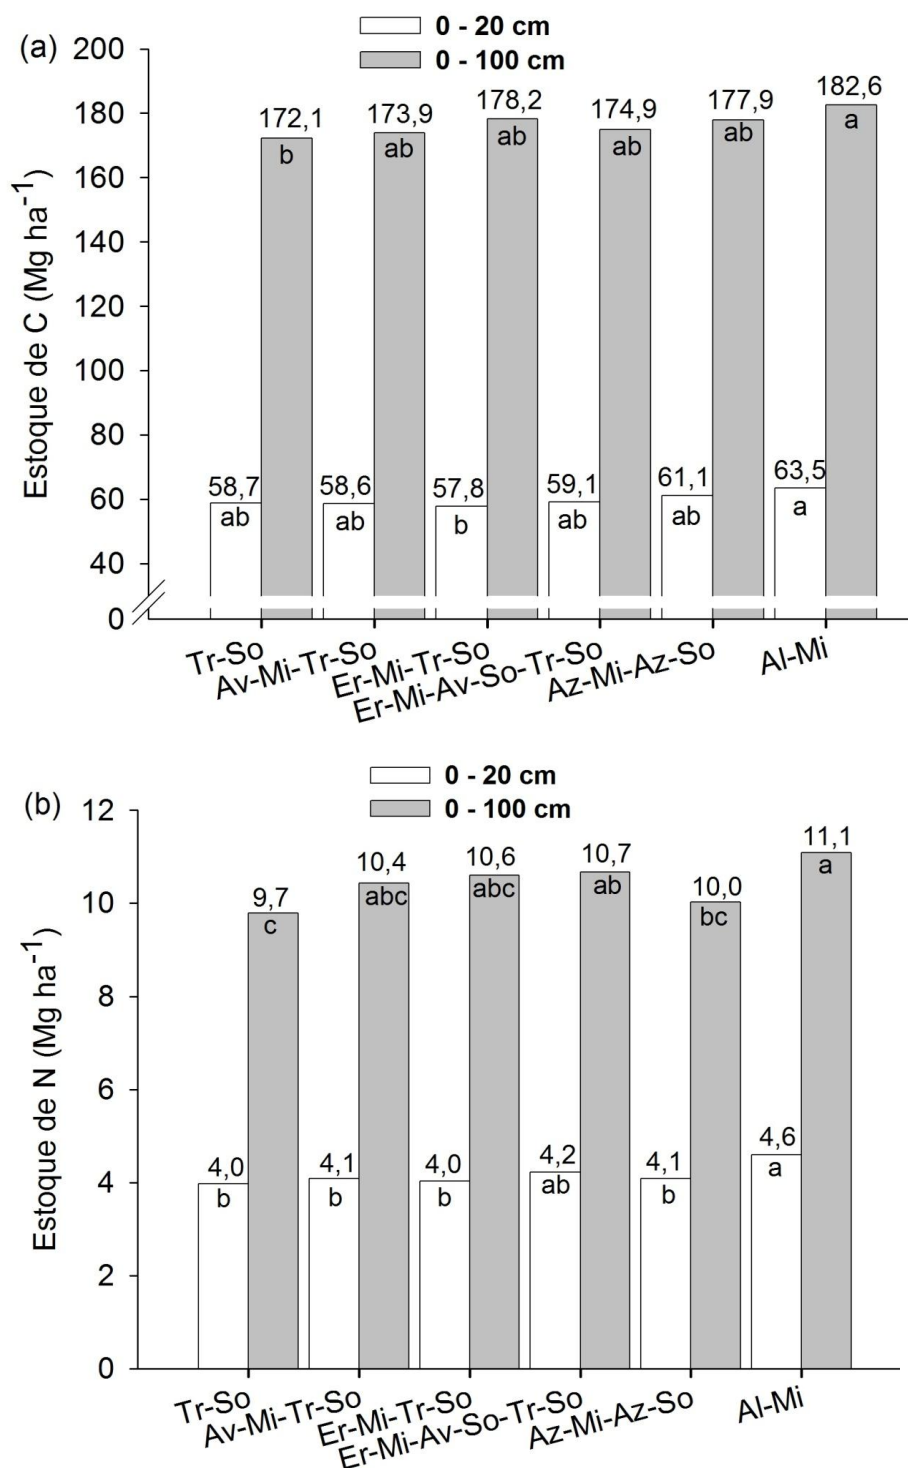 (a)
0 - 20 cm
0 - 100 cm
Estoque de C (Mg ha-1)
200
180
160
140
120
100
80
60
40
0
172,1 173,9 178,2 174,9 177,9 182,6
b ab ab ab ab a
58,7 58,6 57,8 59,1 61,1 63,5
ab ab b ab ab a
Tr-So
Av-Mi-Tr-So
Er-Mi-Tr-So
Er-Mi-Av-So-Tr-So
Az-Mi-Az-So
Al-Mi
(b)
0 - 20 cm
0 - 100 cm
Estoque de N (Mg ha-1)
12
10
8
6
4
2
0
9,7 10,4 10,6 10,7 10,0 11,1
c abc abc ab bc a
4,0 4,1 4,0 4,2 4,1 4,6
b b b ab b a
Tr-So
Av-Mi-Tr-So
Er-Mi-Tr-So
Er-Mi-Av-So-Tr-So
Az-Mi-Az-So
Al-Mi